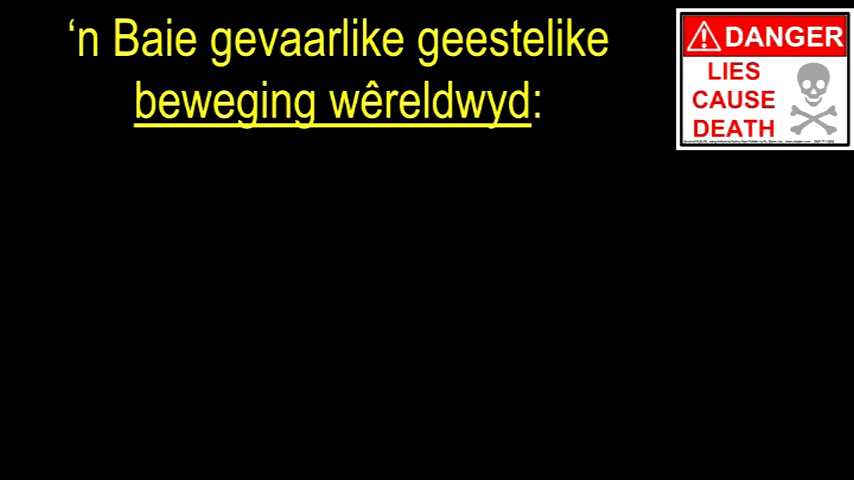 ‘n Baie gevaarlike geestelike
beweging wêreldwyd:
DANGER
LIES
CAUSE
DEATH